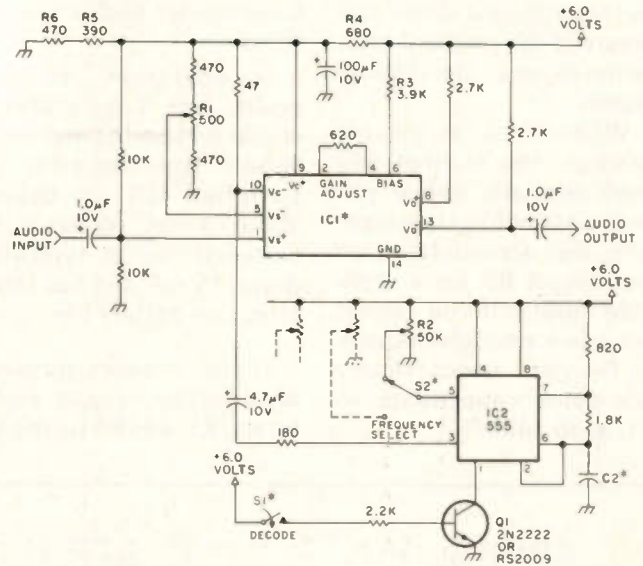 +6.0
VOLTS
R6
470
R5
390
R4
680
470
R1
500
470
47
+
100µF
10V
R3
3.9K
2.7K
2.7K
10K
620
10
Vc-
9
Vc+
2
4
GAIN
ADJUST
6
BIAS
Vo+
8
5
Vs-
IC1*
Vo-
13
1
Vs+
GND
14
1.0µF
10V
+
AUDIO
INPUT
10K
1.0µF
10V
+
AUDIO
OUTPUT
+6.0
VOLTS
R2
50K
4
8
7
820
S2*
5
IC2
555
6
1.8K
FREQUENCY
SELECT
3
1
2
C2*
+
4.7µF
10V
180
+6.0
VOLTS
S1*
DECODE
2.2K
Q1
2N2222
OR
RS2009